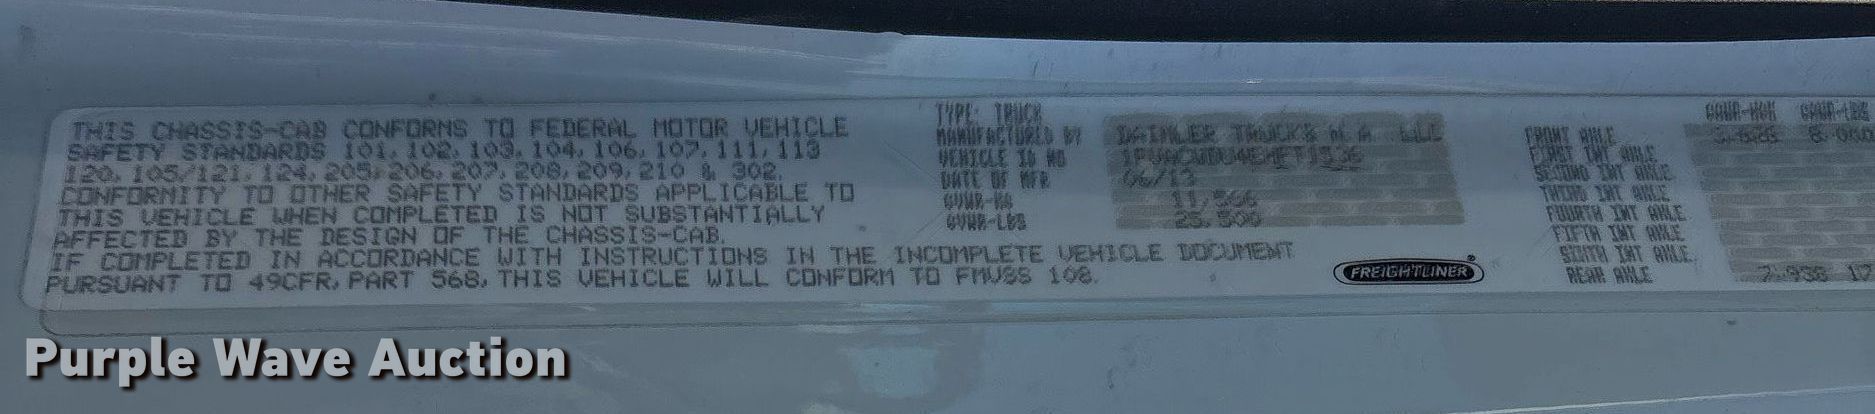 THIS CHASSIS-CAB CONFORMS TO FEDERAL MOTOR VEHICLE
SAFETY STANDARDS 101, 102, 103, 104, 106, 107, 111, 113
120, 105/121, 124, 205, 206, 207, 208, 209, 210 & 302.
CONFORMITY TO OTHER SAFETY STANDARDS APPLICABLE TO
THIS VEHICLE WHEN COMPLETED IS NOT SUBSTANTIALLY
AFFECTED BY THE DESIGN OF THE CHASSIS-CAB.
IF COMPLETED IN ACCORDANCE WITH INSTRUCTIONS IN THE INCOMPLETE VEHICLE DOCUMENT
PURSUANT TO 49CFR, PART 568, THIS VEHICLE WILL CONFORM TO FMVSS 108.
TYPE: TRUCK
MANUFACTURED BY DAIMLER TRUCKS N.A. LLC
VEHICLE ID NO
DATE OF MFR
GVWR-KG
GVWR-LBS
FREIGHTLINER®
GAWR-LBS
FRONT AXLE
FIRST INT AXLE
SECOND INT AXLE
THIRD INT AXLE
FOURTH INT AXLE
FIFTH INT AXLE
SIXTH INT AXLE
REAR AXLE
Purple Wave Auction